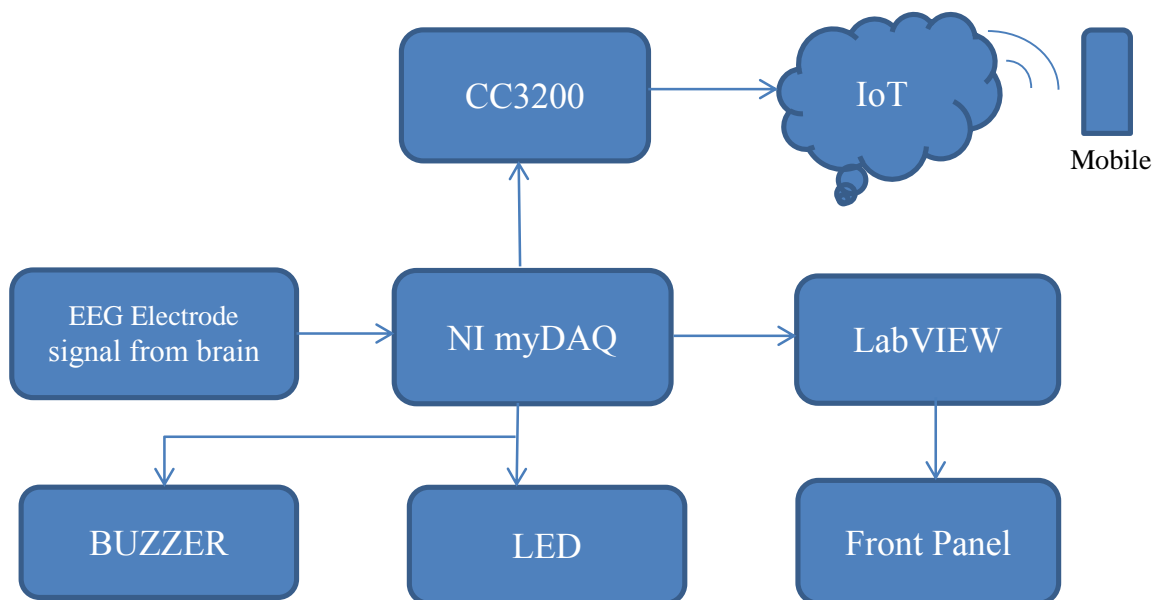 CC3200
IoT
Mobile
EEG Electrode
signal from brain
NI myDAQ
LabVIEW
BUZZER
LED
Front Panel